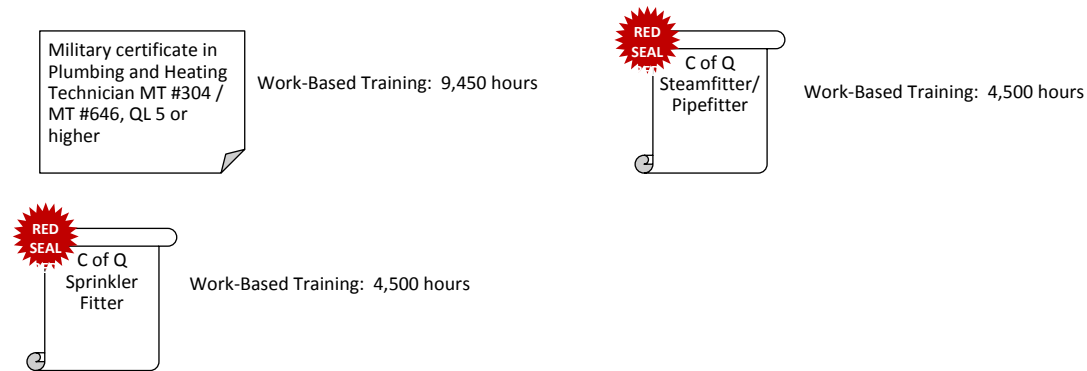 Military certificate in
Plumbing and Heating
Technician MT #304 /
MT #646, QL 5 or
higher
Work-Based Training: 9,450 hours
RED
SEAL
C of Q
Steamfitter/
Pipefitter
Work-Based Training: 4,500 hours
RED
SEAL
C of Q
Sprinkler
Fitter
Work-Based Training: 4,500 hours